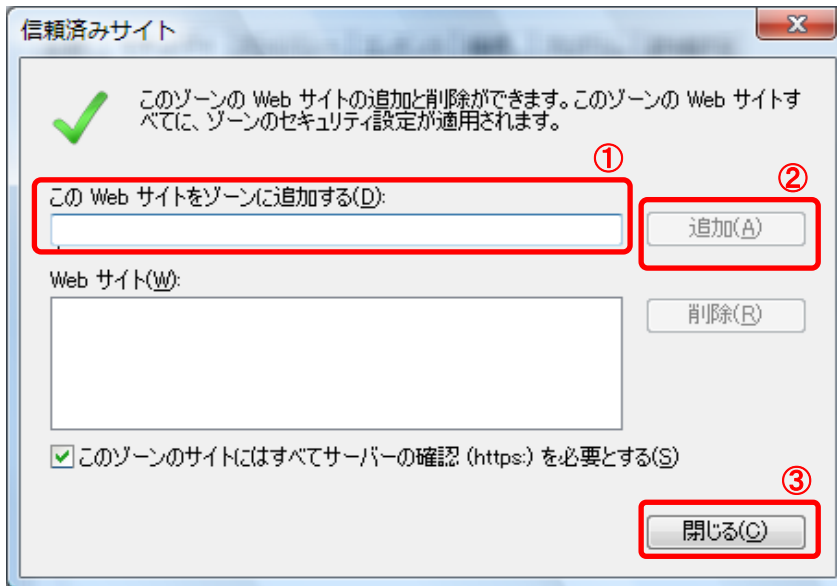 信頼済みサイト
このゾーンの Web サイトの追加と削除ができます。このゾーンの Web サイトす
べてに、ゾーンのセキュリティ設定が適用されます。
①
②
この Web サイトをゾーンに追加する(D):
追加(A)
Web サイト(W):
削除(R)
このゾーンのサイトにはすべてサーバーの確認 (https:) を必要とする(S)
③
閉じる(C)